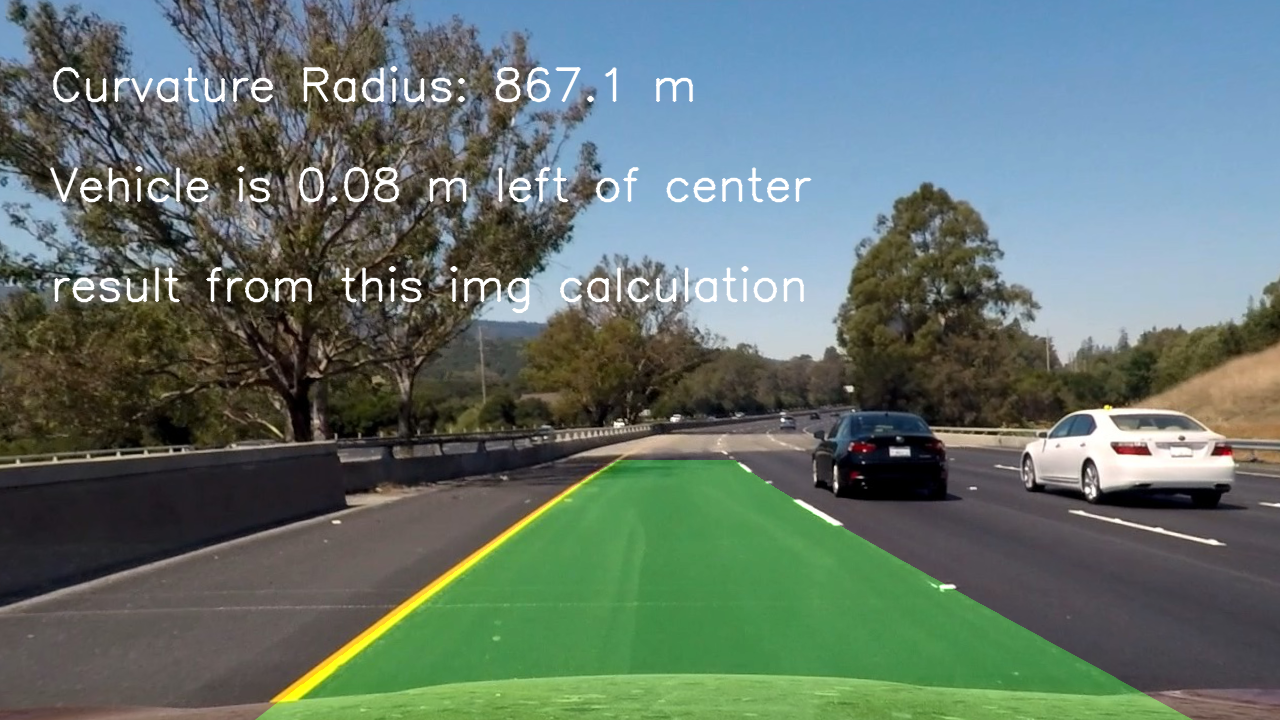 Curvature Radius: 867.1 m
Vehicle is 0.08 m left of center
result from this img calculation